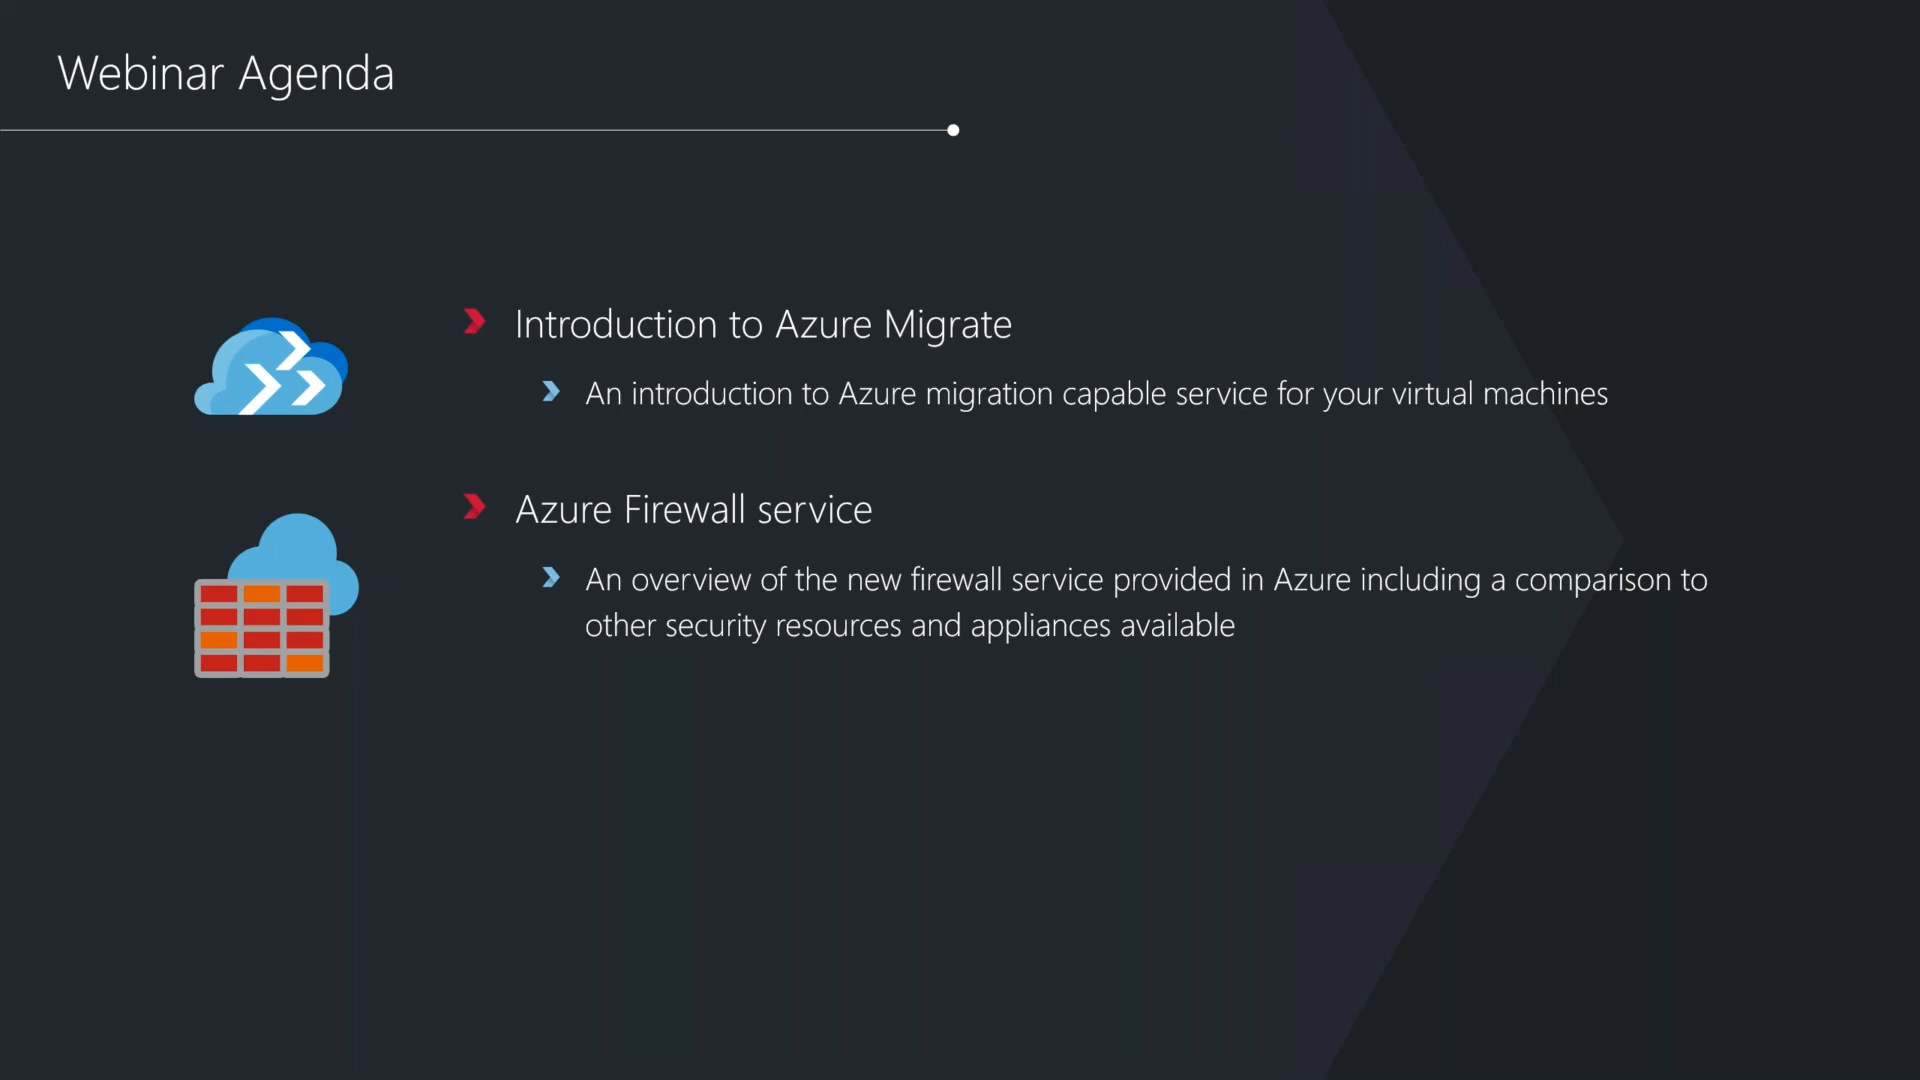 Webinar Agenda
Introduction to Azure Migrate
An introduction to Azure migration capable service for your virtual machines
Azure Firewall service
An overview of the new firewall service provided in Azure including a comparison to
other security resources and appliances available